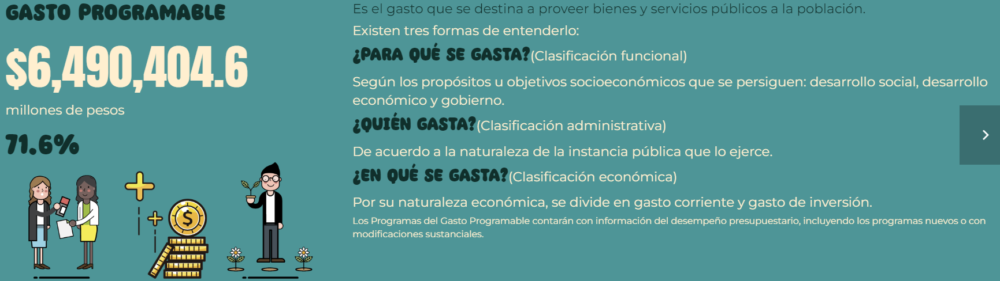 GASTO PROGRAMABLE
$6,490,404.6
millones de pesos
71.6%
$
Es el gasto que se destina a proveer bienes y servicios públicos a la población.
Existen tres formas de entenderlo:
¿PARA QUÉ SE GASTA?(Clasificación funcional)
Según los propósitos u objetivos socioeconómicos que se persiguen: desarrollo social, desarrollo
económico y gobierno.
¿QUIÉN GASTA?(Clasificación administrativa)
De acuerdo a la naturaleza de la instancia pública que lo ejerce.
¿EN QUÉ SE GASTA?(Clasificación económica)
Por su naturaleza económica, se divide en gasto corriente y gasto de inversión.
Los Programas del Gasto Programable contarán con información del desempeño presupuestario, incluyendo los programas nuevos o con
modificaciones sustanciales.